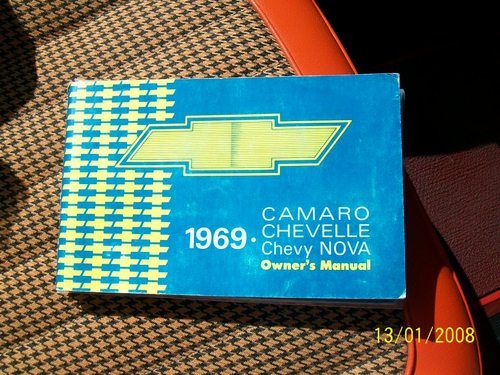 1969 · CAMARO
CHEVELLE
Chevy NOVA
Owner's Manual
13/01/2008